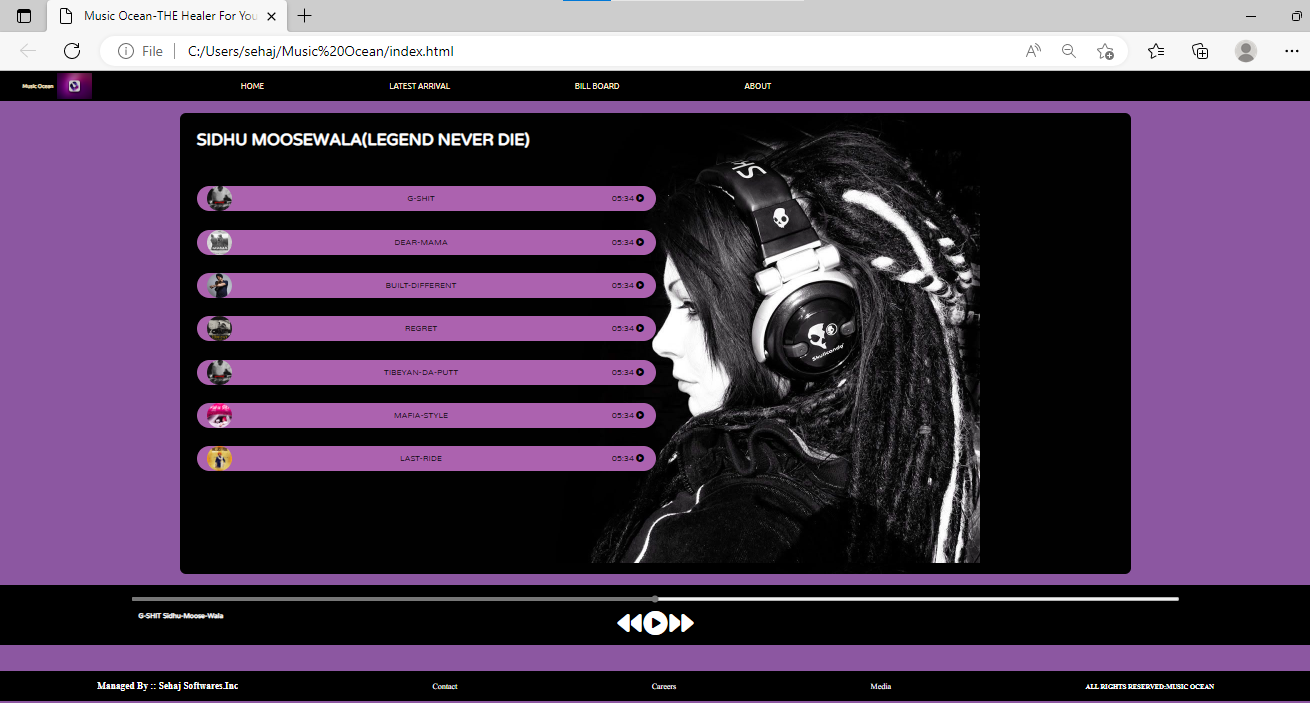 Music Ocean-THE Healer For You
File
C:/Users/sehaj/Music%20Ocean/index.html
Music Ocean
HOME
LATEST ARRIVAL
BILL BOARD
ABOUT
SIDHU MOOSEWALA(LEGEND NEVER DIE)
G-SHIT 05:34
DEAR-MAMA 05:34
BUILT-DIFFERENT 05:34
REGRET 05:34
TIBEYAN-DA-PUTT 05:34
MAFIA-STYLE 05:34
LAST-RIDE 05:34
Skullcandy
G-SHIT Sidhu-Moose-Wala
Managed By :: Sehaj Softwares.Inc
Contact
Careers
Media
ALL RIGHTS RESERVED:MUSIC OCEAN